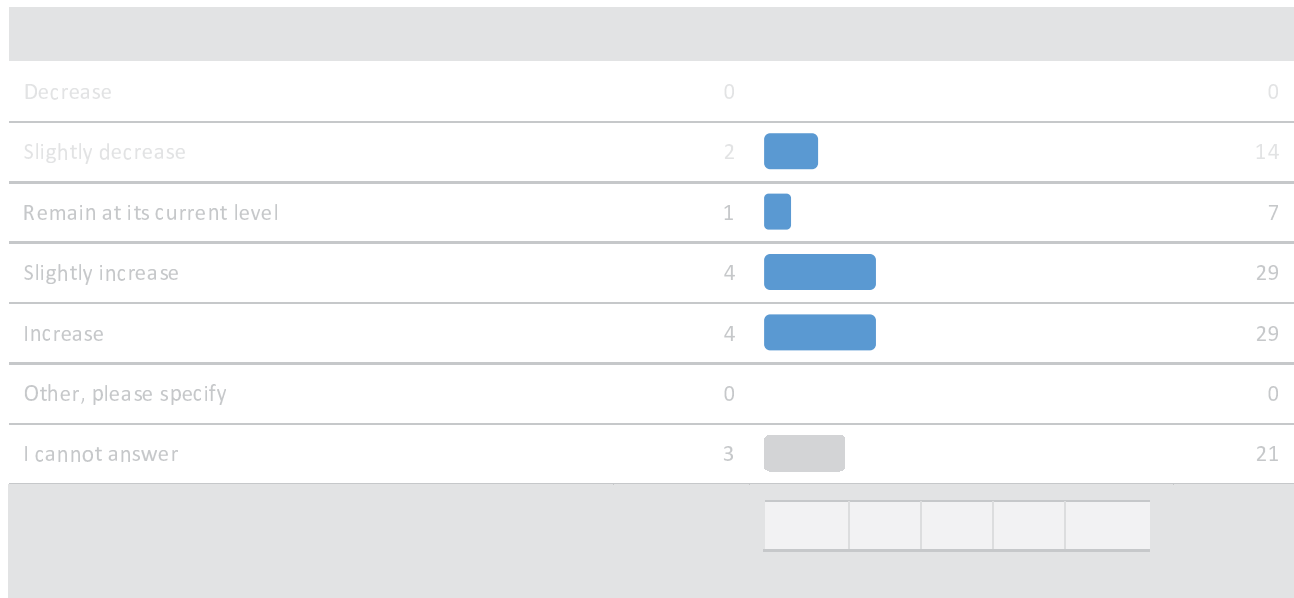 Decrease 0 0
Slightly decrease 2 14
Remain at its current level 1 7
Slightly increase 4 29
Increase 4 29
Other, please specify 0 0
I cannot answer 3 21